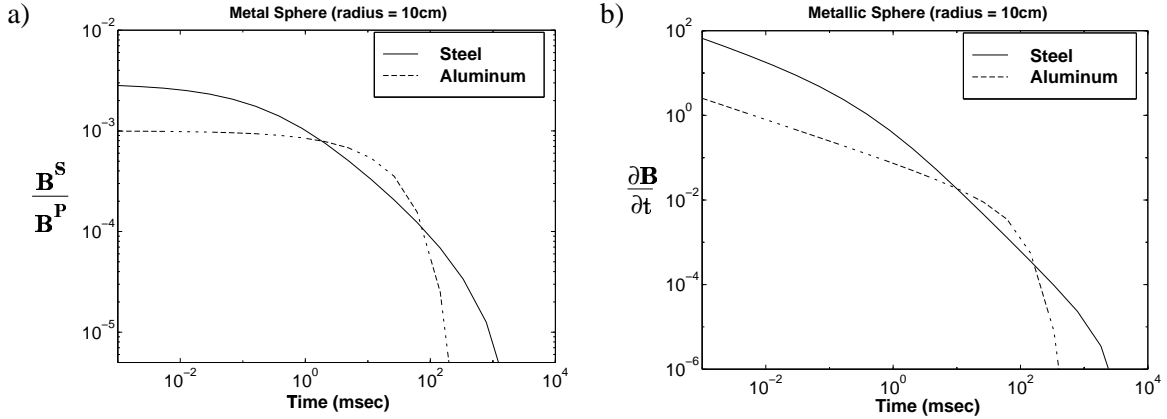 a)
Metal Sphere (radius = 10cm)
10^-2
10^-3
10^-4
10^-5
B^S
B^P
Steel
Aluminum
10^-2
10^0
10^2
10^4
Time (msec)
b)
Metallic Sphere (radius = 10cm)
10^2
10^0
10^-2
10^-4
10^-6
∂B
∂t
Steel
Aluminum
10^-2
10^0
10^2
10^4
Time (msec)